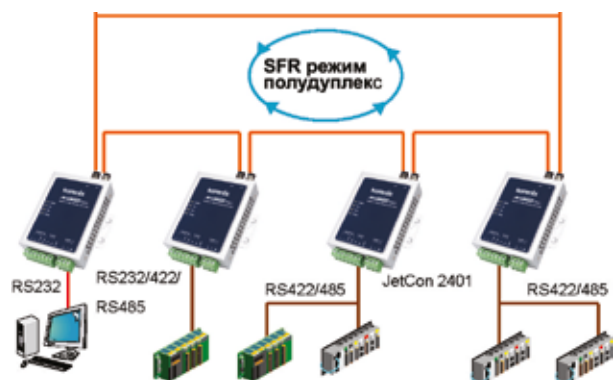 SFR режим
полудуплекс
RS232
RS232/422/
RS485
RS422/485
JetCon 2401
RS422/485